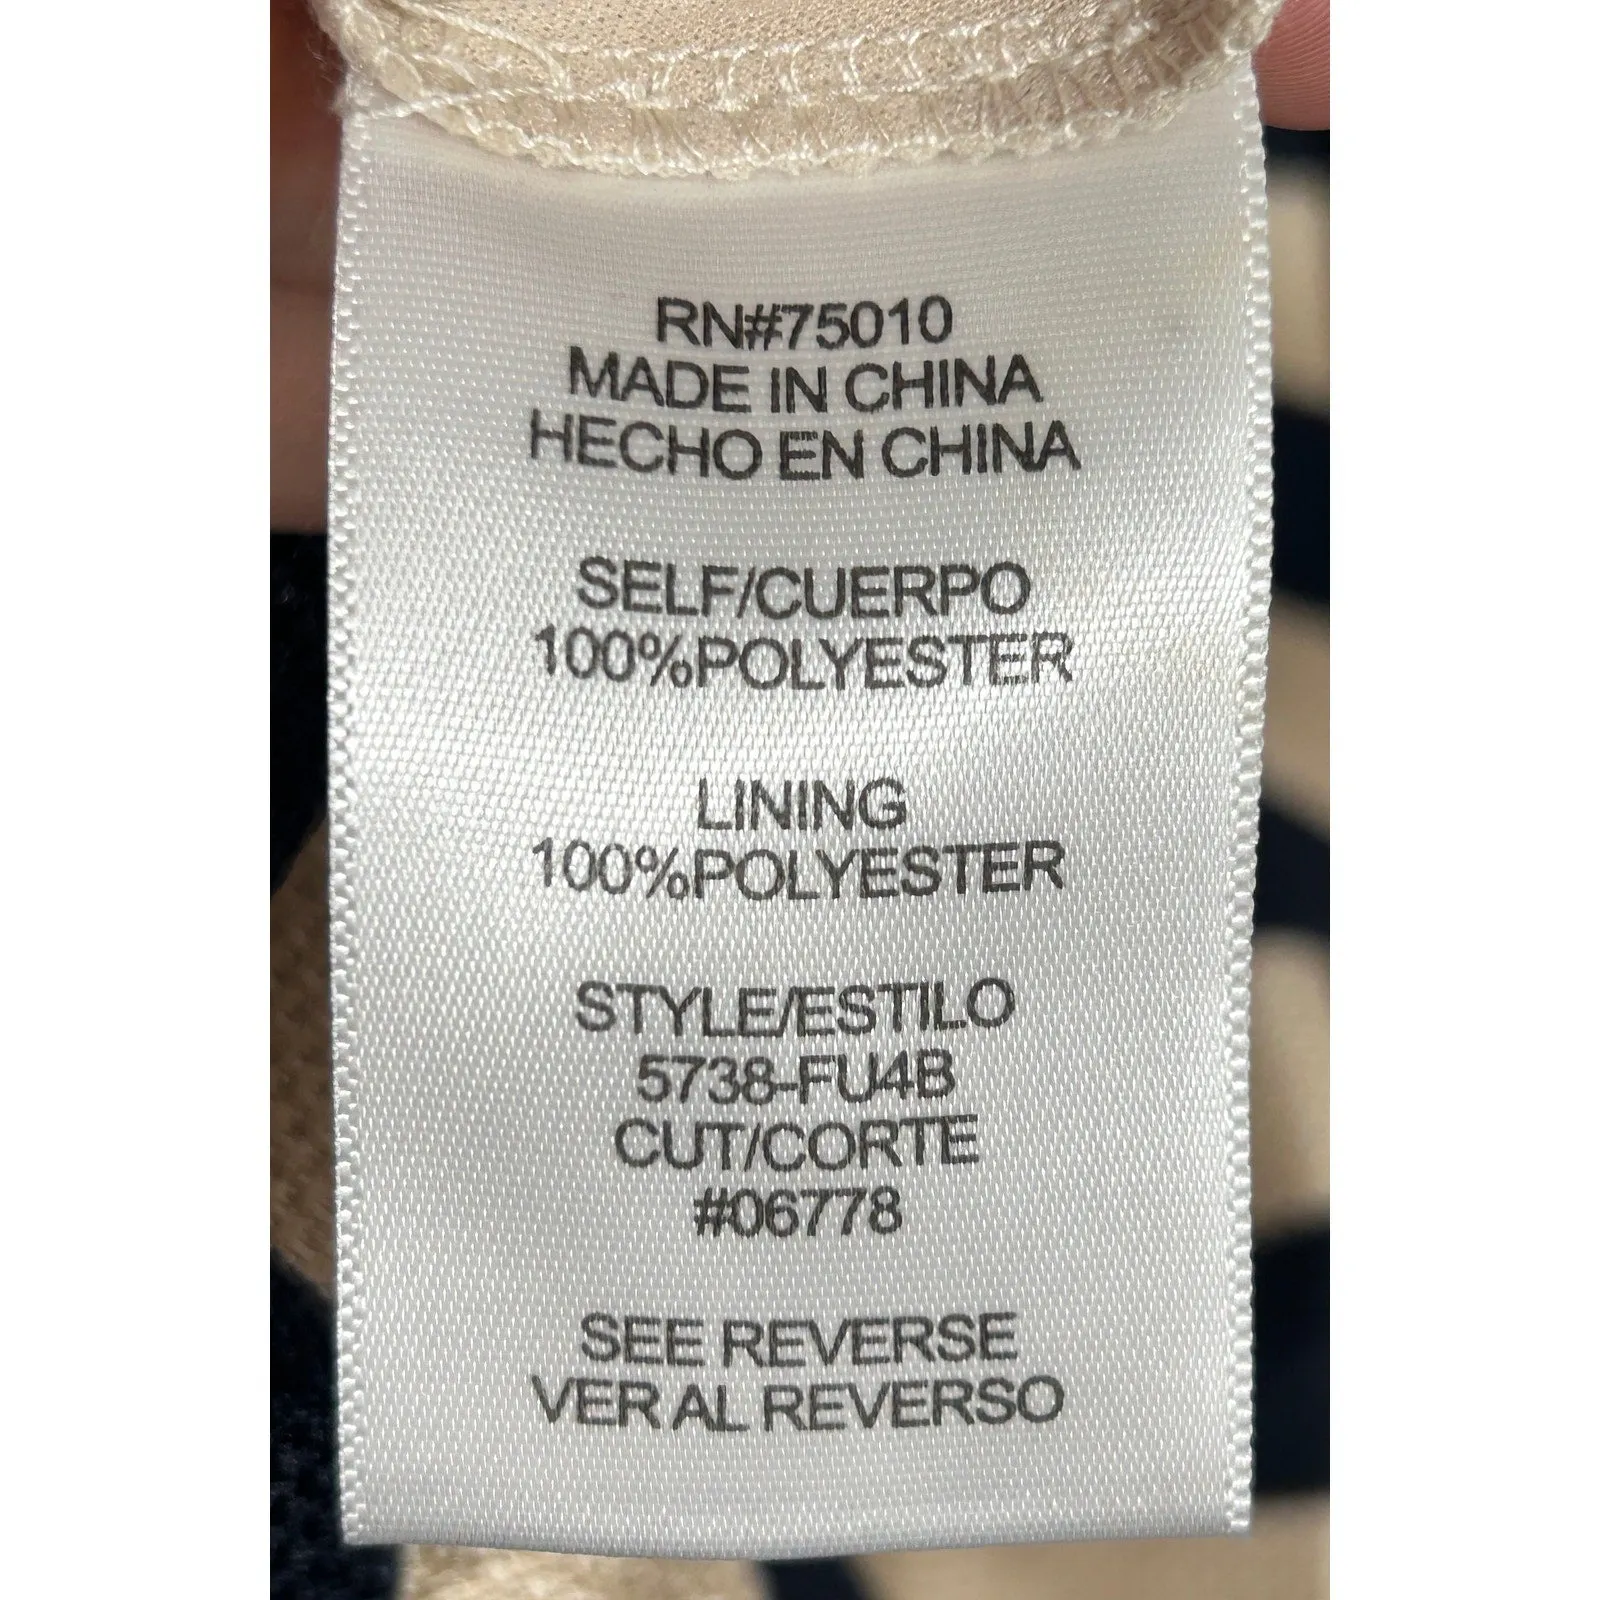 RN#75010
MADE IN CHINA
HECHO EN CHINA
SELF/CUERPO
100%POLYESTER
LINING
100%POLYESTER
STYLE/ESTILO
5738-FU4B
CUT/CORTE
#06778
SEE REVERSE
VER AL REVERSO